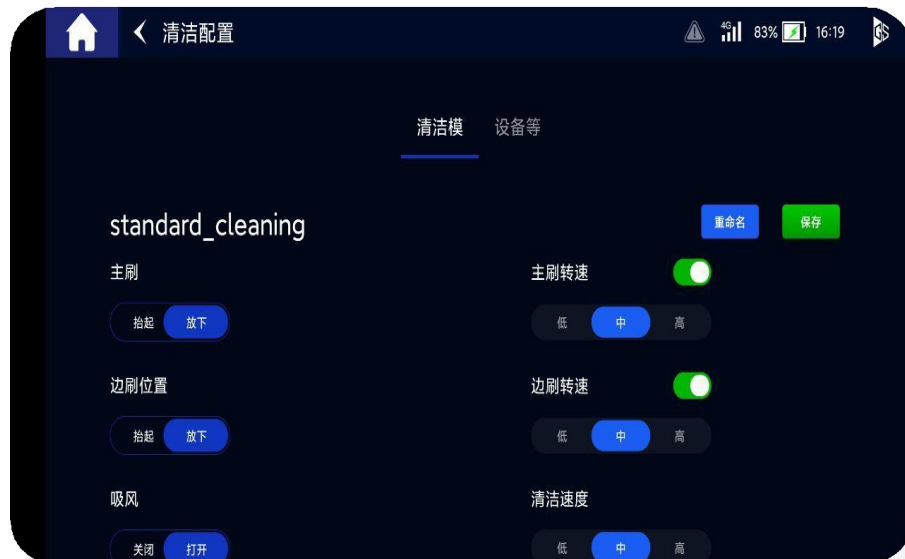 清洁配置 4G 83% 16:19 GS
清洁模 设备等
standard_cleaning 重命名 保存
主刷 主刷转速
抬起 放下 低 中 高
边刷位置 边刷转速
抬起 放下 低 中 高
吸风 清洁速度
关闭 打开 低 中 高